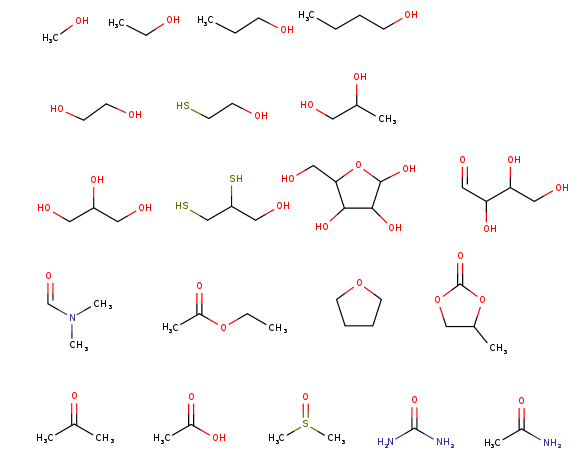 H₃C OH H₃C OH H₃C OH H₃C OH
HO OH HS OH HO OH CH₃
HO OH OH HS SH OH HO O OH HO OH O OH OH OH
O N CH₃ CH₃ H₃C O O CH₃ O O O O CH₃
H₃C O CH₃ H₃C O OH H₃C O S CH₃ H₂N O NH₂ H₃C O NH₂